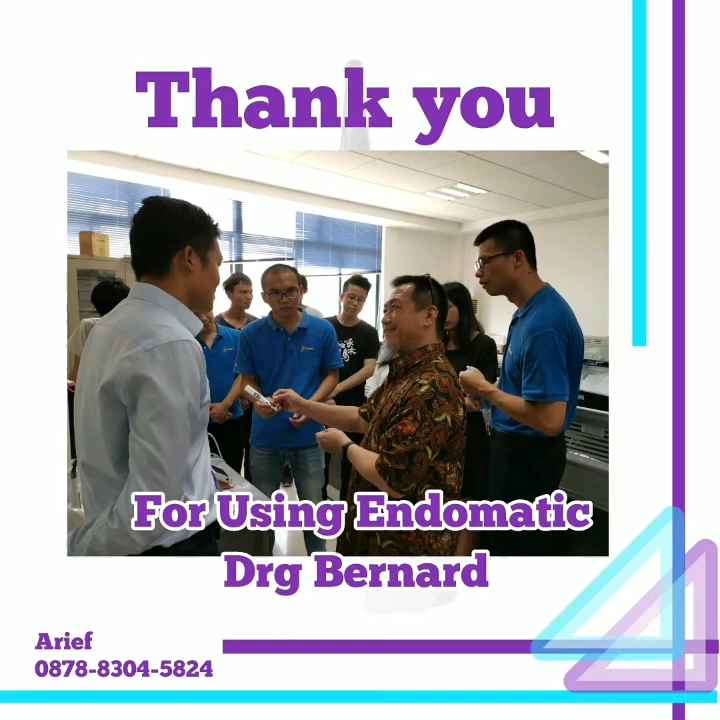 Thank you
For Using Endomatic
Drg Bernard
Arief
0878-8304-5824